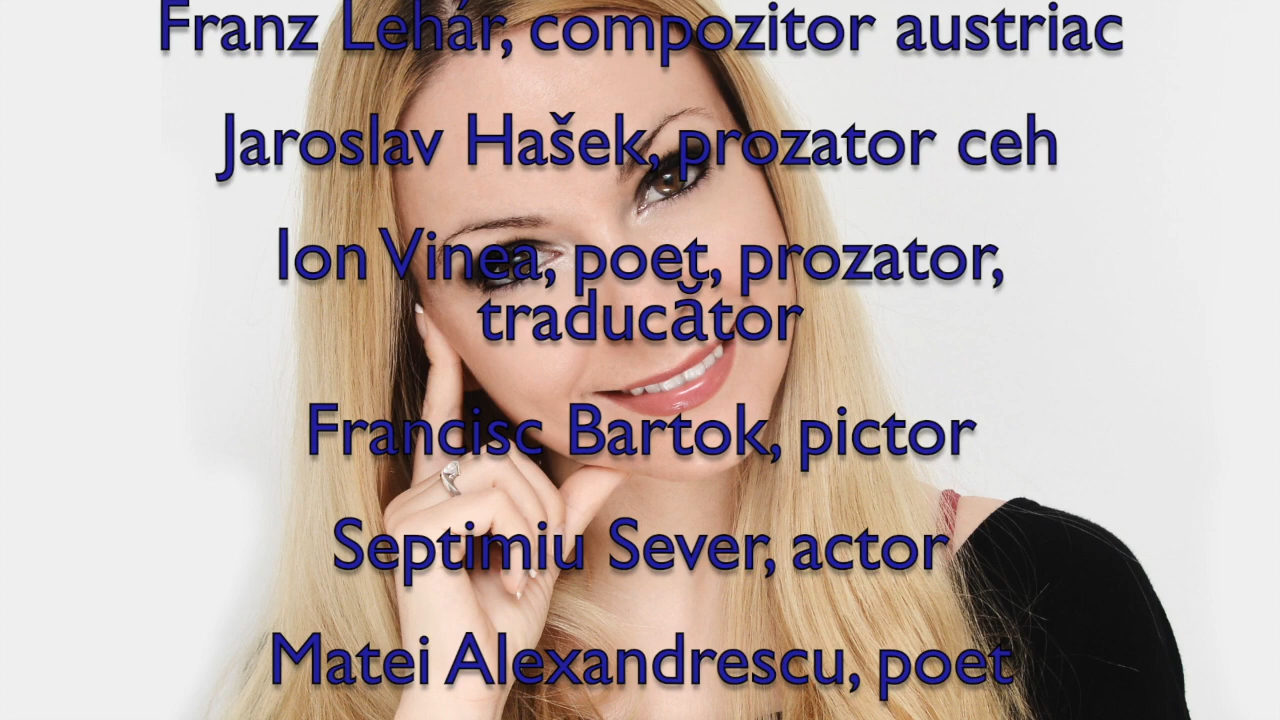 Franz Lehár, compozitor austriac
Jaroslav Hašek, prozator ceh
Ion Vinea, poet, prozator,
traducător
Francisc Bartok, pictor
Septimiu Sever, actor
Matei Alexandrescu, poet